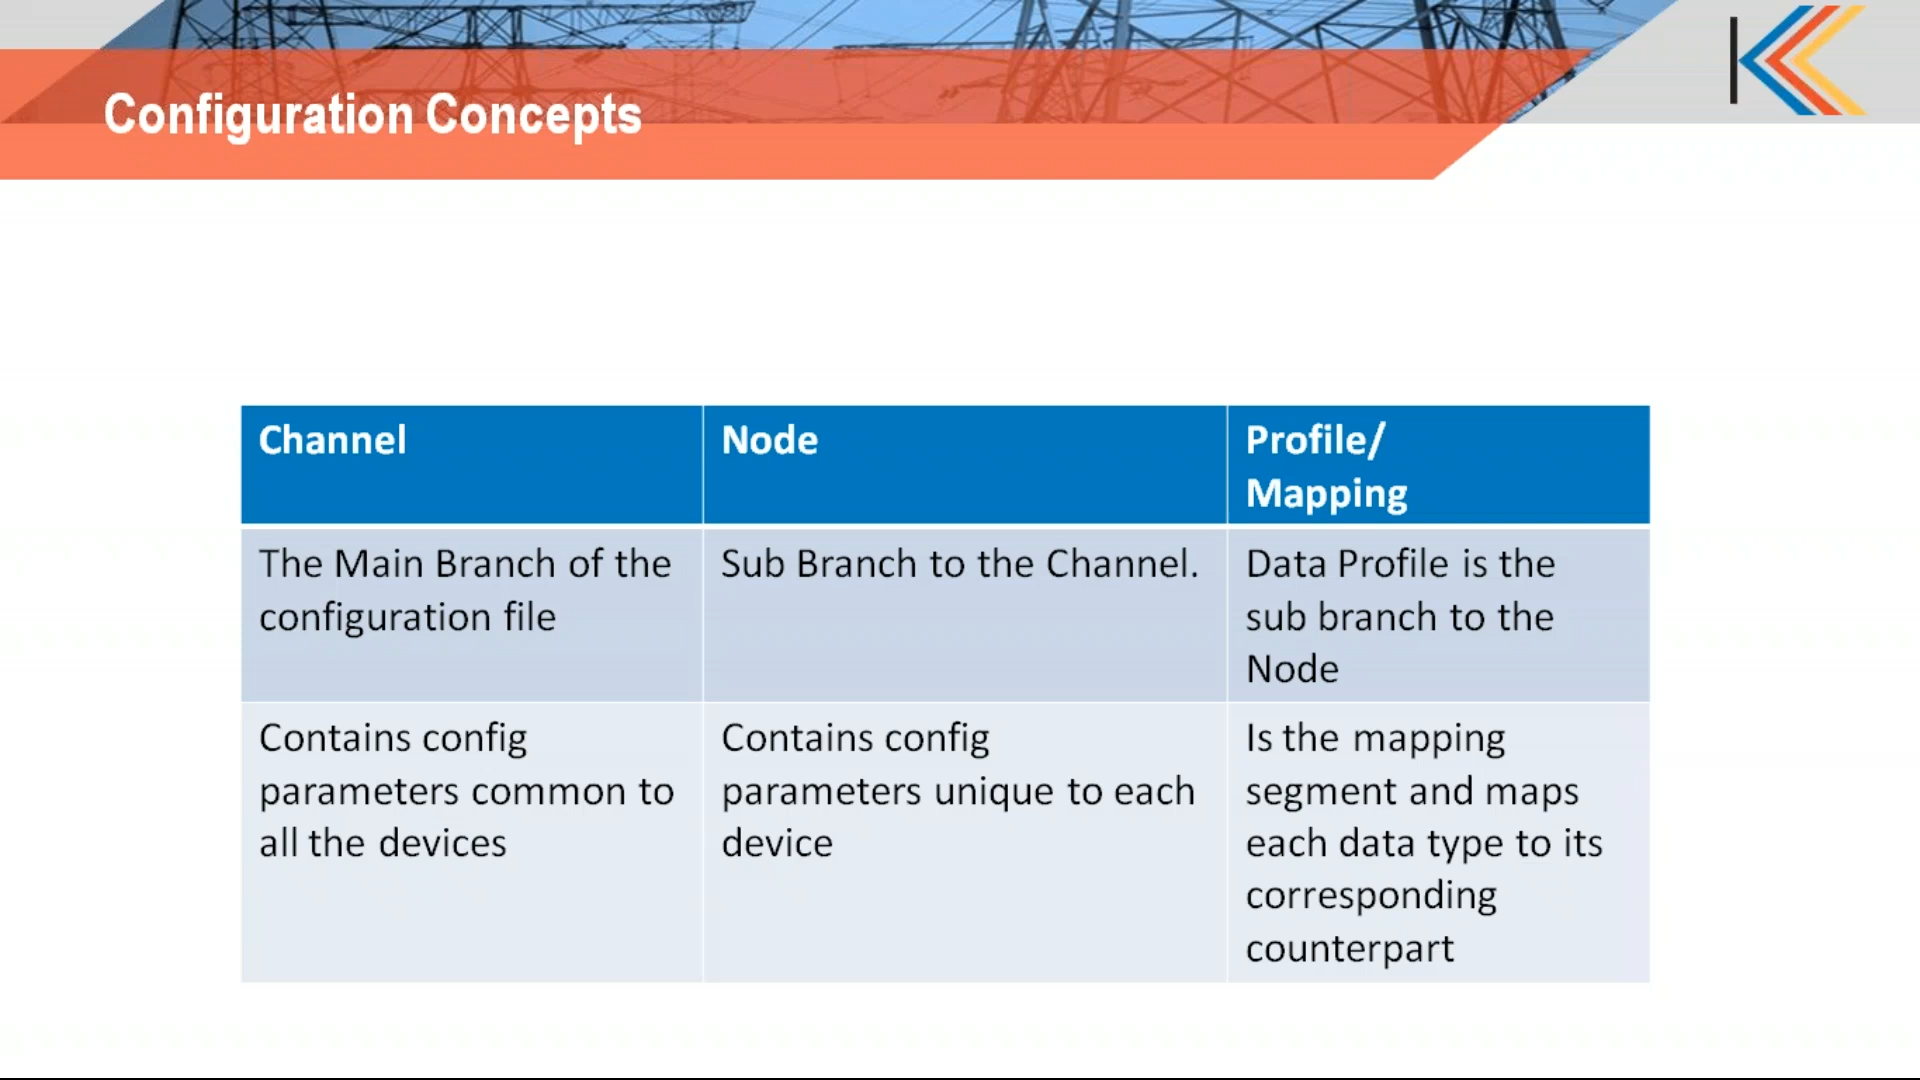 Configuration Concepts
Channel
Node
Profile/
Mapping
The Main Branch of the
configuration file
Sub Branch to the Channel.
Data Profile is the
sub branch to the
Node
Contains config
parameters common to
all the devices
Contains config
parameters unique to each
device
Is the mapping
segment and maps
each data type to its
corresponding
counterpart